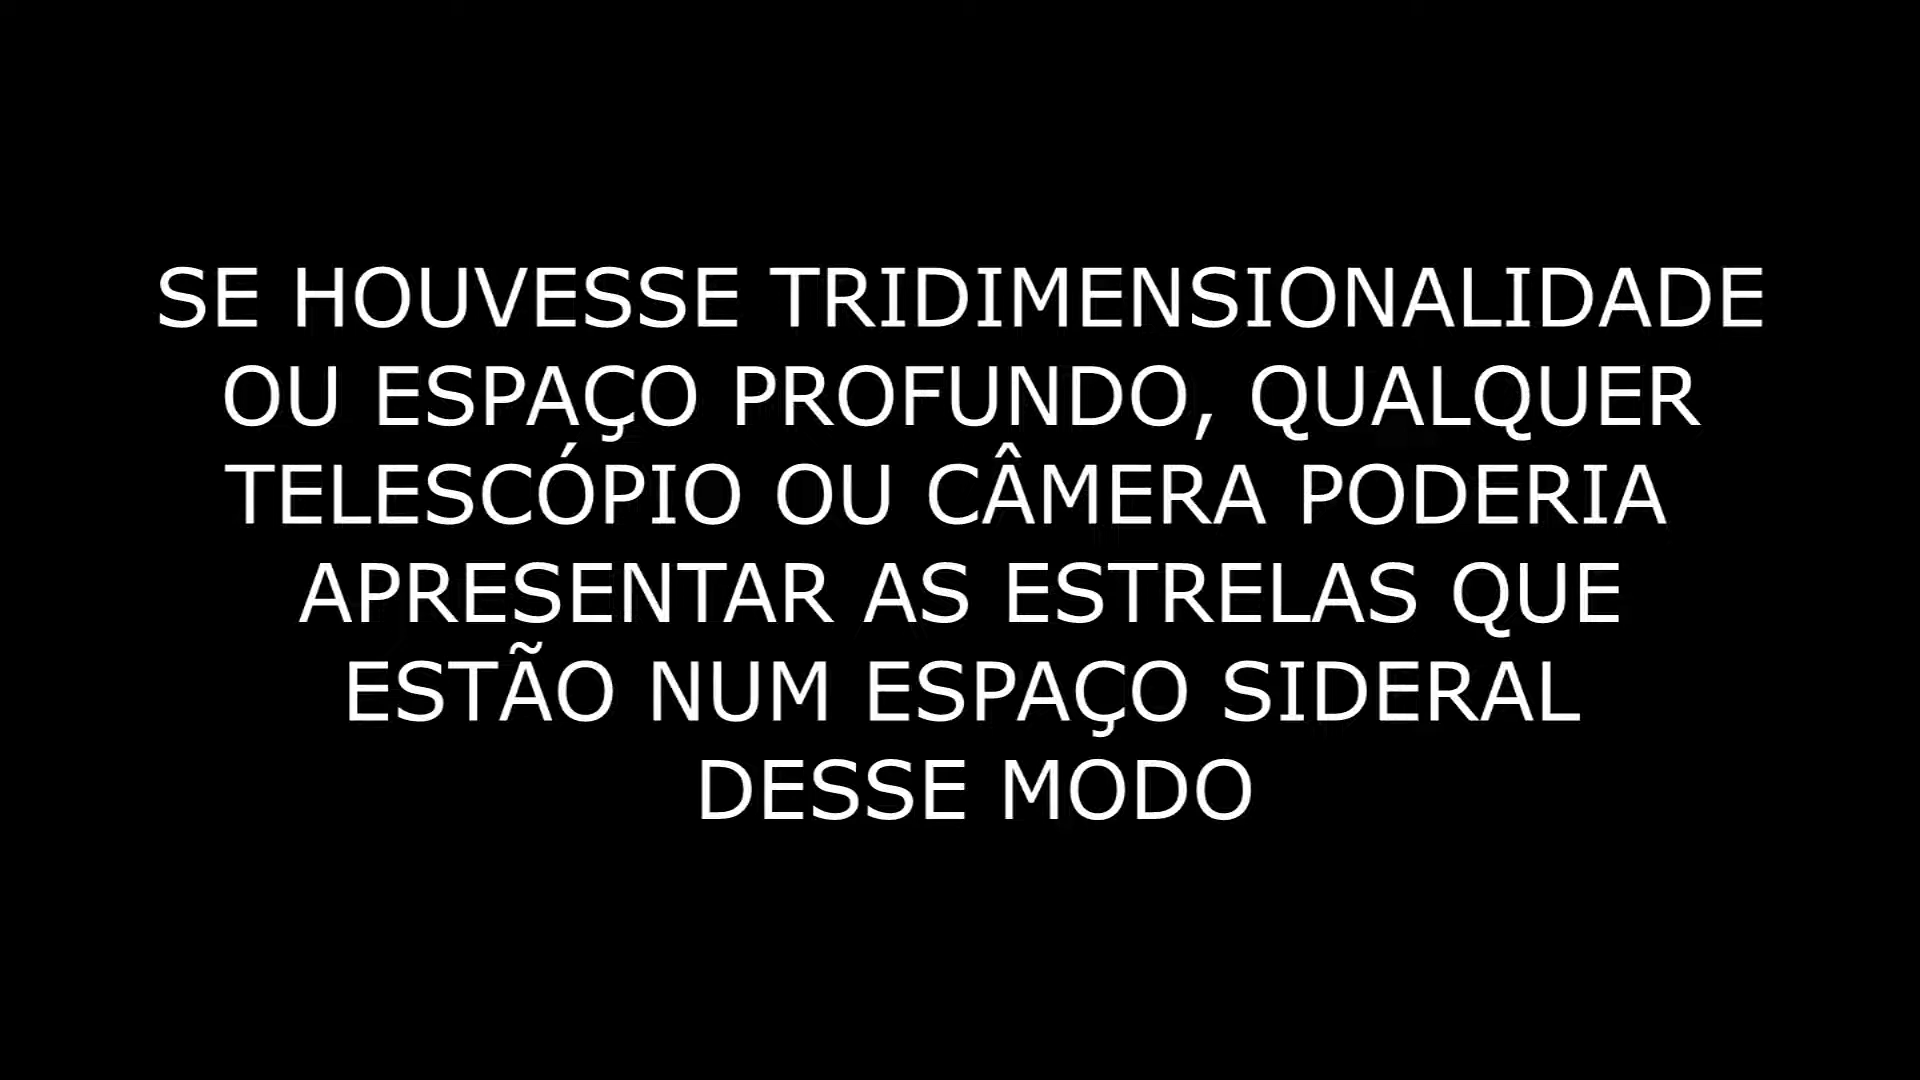 SE HOUVESSE TRIDIMENSIONALIDADE
OU ESPAÇO PROFUNDO, QUALQUER
TELESCÓPIO OU CÂMERA PODERIA
APRESENTAR AS ESTRELAS QUE
ESTÃO NUM ESPAÇO SIDERAL
DESSE MODO